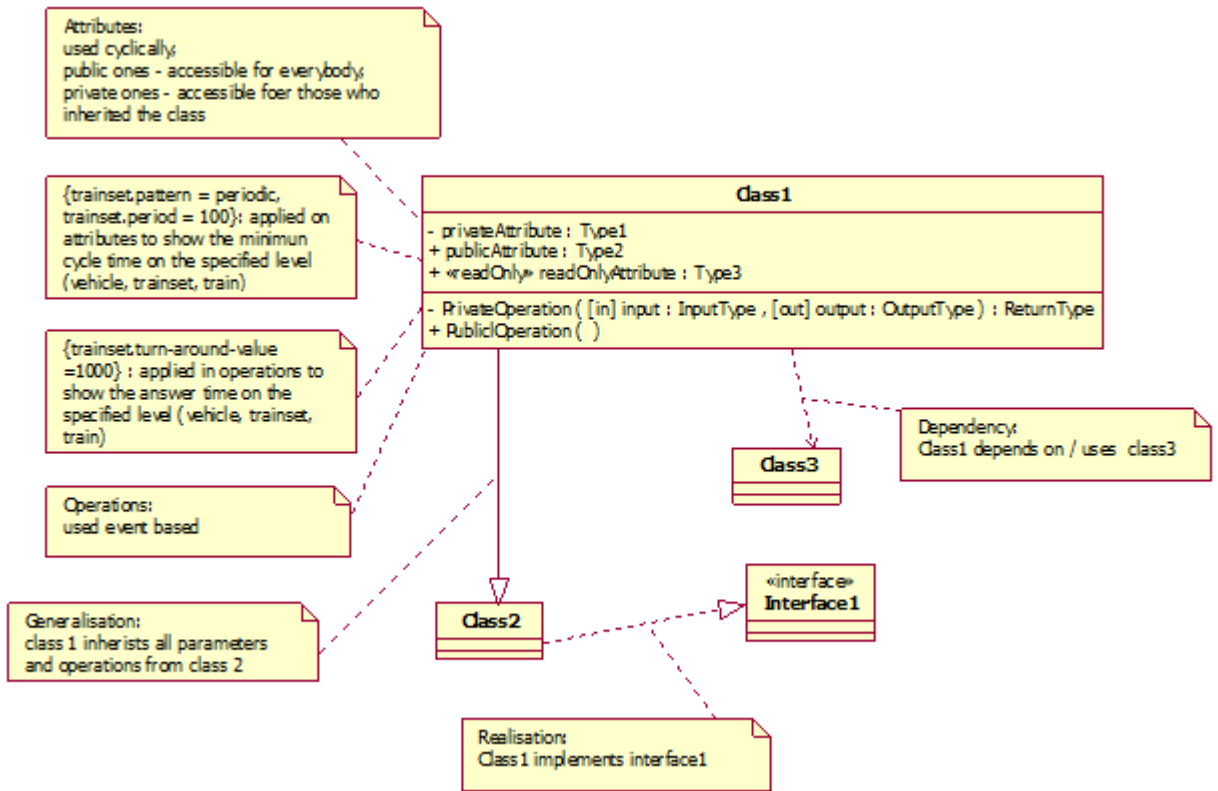 Attributes:
used cyclically;
public ones - accessible for everybody;
private ones - accessible foer those who
inherited the class
{trainset.pattern = periodic,
trainset.period = 100}: applied on
attributes to show the minimun
cycle time on the specified level
(vehicle, trainset, train)
{trainset.turn-around-value
=1000} : applied in operations to
show the answer time on the
specified level (vehicle, trainset,
train)
Operations:
used event based
Generalisation:
class 1 inherists all parameters
and operations from class 2
Class1
- privateAttribute : Type1
+ publicAttribute : Type2
+ «readOnly» readOnlyAttribute : Type3
- PrivateOperation ( [in] input : InputType , [out] output : OutputType ) : ReturnType
+ PubliclOperation ( )
Dependency:
Class1 depends on / uses class3
Class3
«interface»
Interface1
Class2
Realisation:
Class1 implements interface1